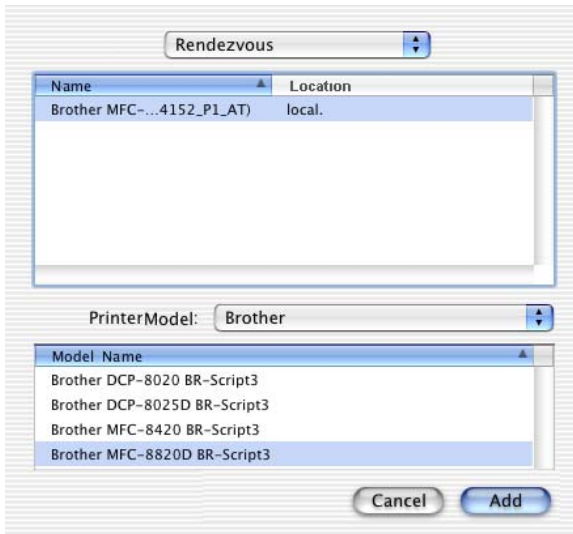 Rendezvous
Name Location
Brother MFC-...4152_P1_AT) local.
PrinterModel: Brother
Model Name
Brother DCP-8020 BR-Script3
Brother DCP-8025D BR-Script3
Brother MFC-8420 BR-Script3
Brother MFC-8820D BR-Script3
Cancel Add